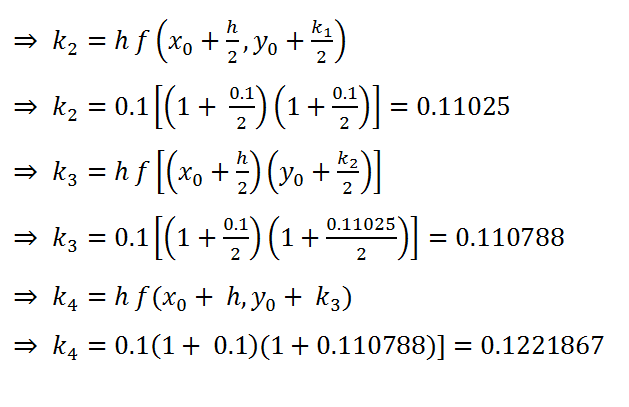 ⇒ k₂ = h f (x₀ + h/2, y₀ + k₁/2)
⇒ k₂ = 0.1[(1 + 0.1/2)(1 + 0.1/2)] = 0.11025
⇒ k₃ = h f [(x₀ + h/2)(y₀ + k₂/2)]
⇒ k₃ = 0.1[(1 + 0.1/2)(1 + 0.11025/2)] = 0.110788
⇒ k₄ = h f (x₀ + h, y₀ + k₃)
⇒ k₄ = 0.1(1 + 0.1)(1 + 0.110788)] = 0.1221867